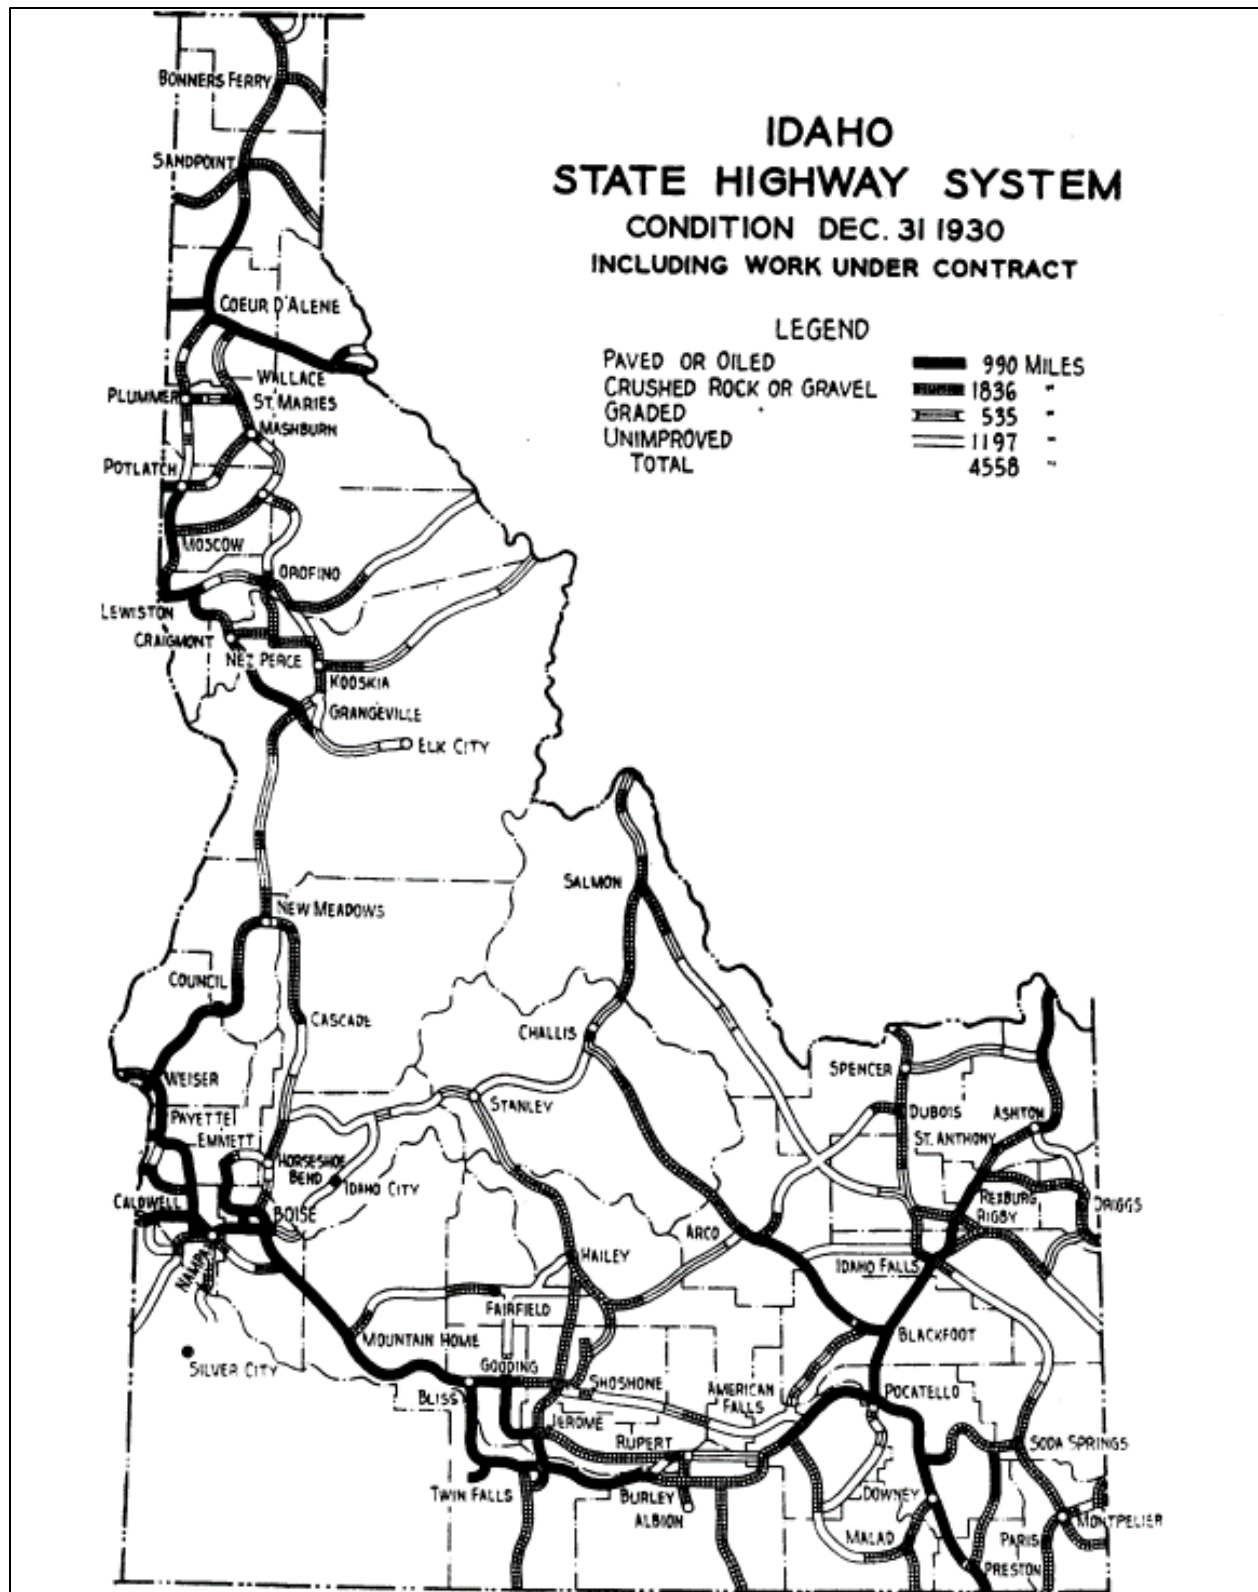 IDAHO
STATE HIGHWAY SYSTEM
CONDITION DEC. 31 1930
INCLUDING WORK UNDER CONTRACT
LEGEND
PAVED OR OILED 990 MILES
CRUSHED ROCK OR GRAVEL 1836 "
GRADED 535 "
UNIMPROVED 1197 "
TOTAL 4558 "
BONNERS FERRY
SANDPOINT
COEUR D'ALENE
WALLACE
PLUMMER
ST. MARIES
MASHBURN
POTLATCH
MOSCOW
OROFINO
LEWISTON
CRAIGMONT
NEZ PERCE
KOOSKIA
GRANGEVILLE
ELK CITY
SALMON
NEW MEADOWS
COUNCIL
CASCADE
CHALLIS
SPENCER
WEISER
STANLEY
DUBOIS
ASHTON
PAYETTE
EMMETT
ST. ANTHONY
HORSESHOE
BEND
IDAHO CITY
CALDWELL
REXBURG
DRIGGS
BOISE
RIGBY
ARCO
NAMPA
HAILEY
IDAHO FALLS
FAIRFIELD
MOUNTAIN HOME
BLACKFOOT
SILVER CITY
GOODING
SHOSHONE
AMERICAN
FALLS
POCATELLO
BLISS
JEROME
RUPERT
SODA SPRINGS
TWIN FALLS
BURLEY
DOWNEY
ALBION
MONTPELIER
MALAD
PARIS
PRESTON